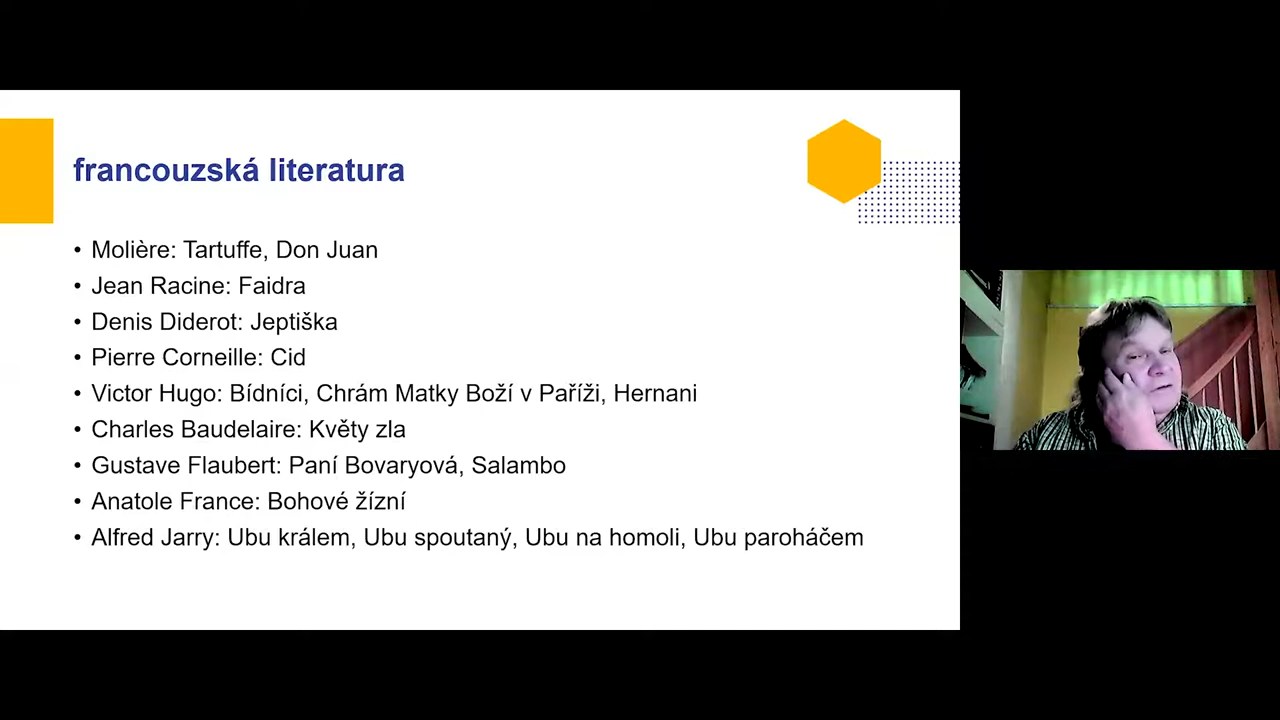 francouzská literatura
• Molière: Tartuffe, Don Juan
• Jean Racine: Faidra
• Denis Diderot: Jeptiška
• Pierre Corneille: Cid
• Victor Hugo: Bídníci, Chrám Matky Boží v Paříži, Hernani
• Charles Baudelaire: Květy zla
• Gustave Flaubert: Paní Bovaryová, Salambo
• Anatole France: Bohové žízní
• Alfred Jarry: Ubu králem, Ubu spoutaný, Ubu na homoli, Ubu paroháčem